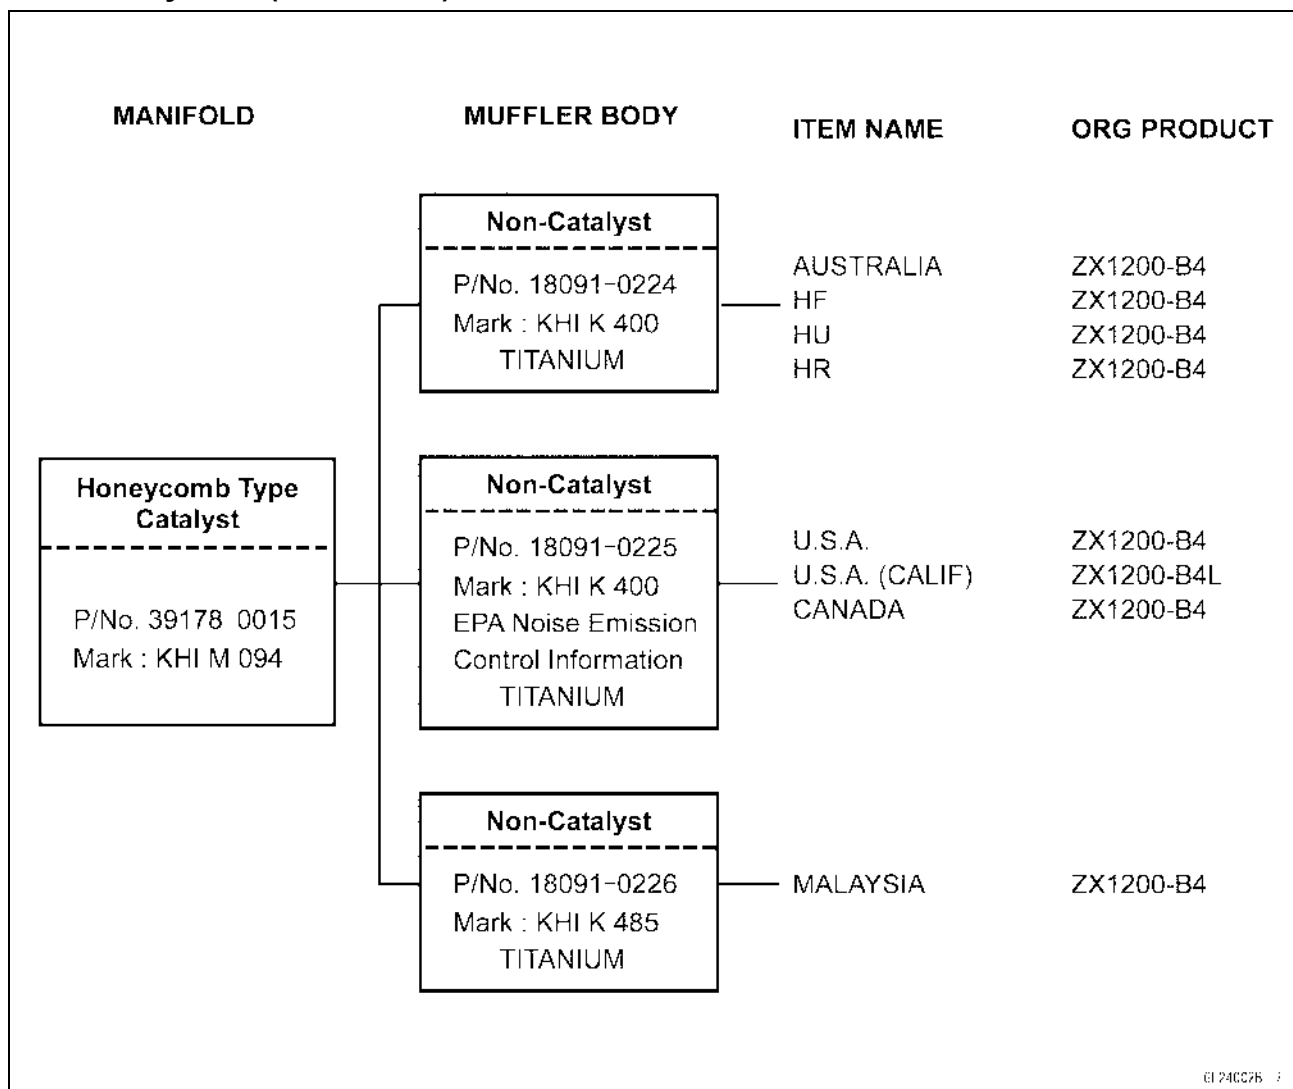 MANIFOLD
MUFFLER BODY
ITEM NAME
ORG PRODUCT
Non-Catalyst
P/No. 18091-0224
Mark : KHI K 400
TITANIUM
AUSTRALIA ZX1200-B4
HF ZX1200-B4
HU ZX1200-B4
HR ZX1200-B4
Honeycomb Type
Catalyst
P/No. 39178 0015
Mark : KHI M 094
Non-Catalyst
P/No. 18091-0225
Mark : KHI K 400
EPA Noise Emission
Control Information
TITANIUM
U.S.A. ZX1200-B4
U.S.A. (CALIF) ZX1200-B4L
CANADA ZX1200-B4
Non-Catalyst
P/No. 18091-0226
Mark : KHI K 485
TITANIUM
MALAYSIA ZX1200-B4